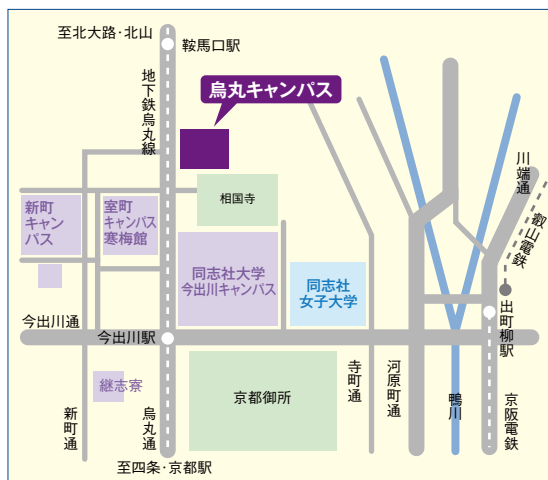 至北大路・北山
鞍馬口駅
地下鉄烏丸線
烏丸キャンパス
川端通
叡山電鉄
相国寺
新町
キャン
パス
室町
キャンパス
寒梅館
同志社大学
今出川キャンパス
同志社
女子大学
今出川通
今出川駅
出町柳駅
継志寮
京都御所
寺町通
河原町通
鴨川
京阪電鉄
新町通
烏丸通
至四条・京都駅